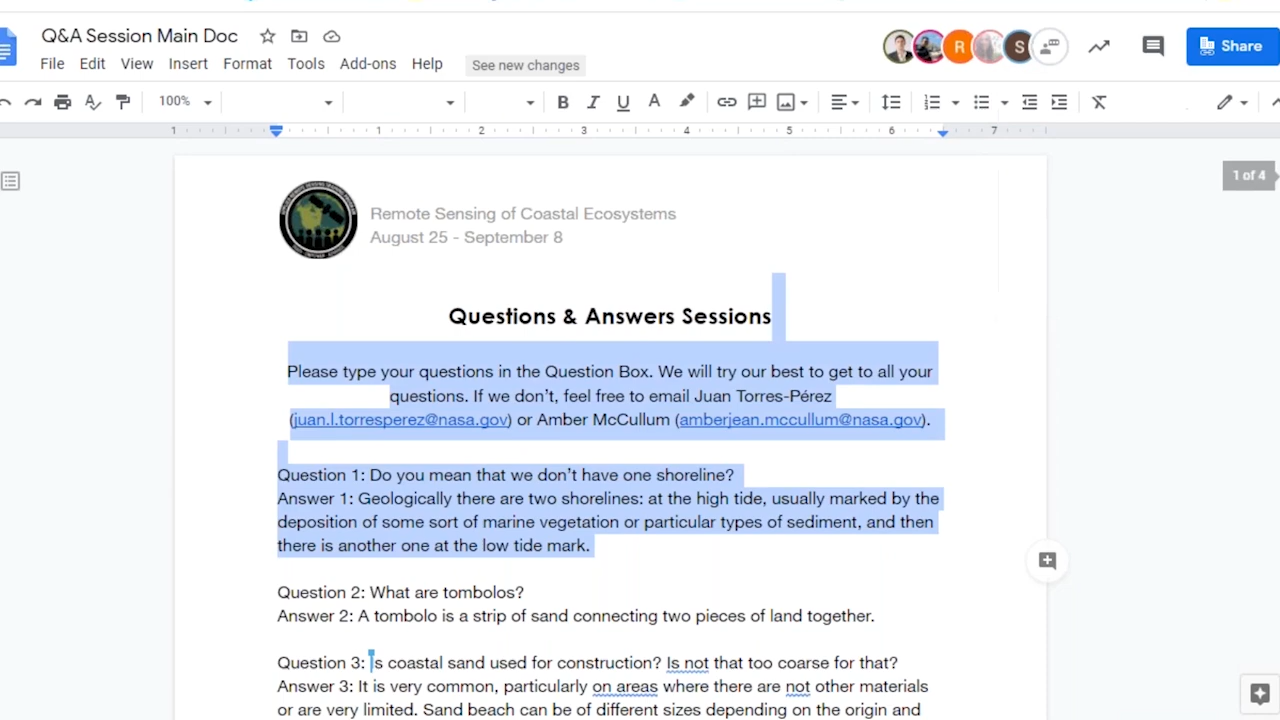 Q&A Session Main Doc
File Edit View Insert Format Tools Add-ons Help See new changes
R S Share
100%
B I U A
1 1 2 3 4 5 6 7
1 of 4
Remote Sensing of Coastal Ecosystems
August 25 - September 8
Questions & Answers Sessions
Please type your questions in the Question Box. We will try our best to get to all your
questions. If we don’t, feel free to email Juan Torres-Pérez
(juan.l.torresperez@nasa.gov) or Amber McCullum (amberjean.mccullum@nasa.gov).
Question 1: Do you mean that we don’t have one shoreline?
Answer 1: Geologically there are two shorelines: at the high tide, usually marked by the
deposition of some sort of marine vegetation or particular types of sediment, and then
there is another one at the low tide mark.
Question 2: What are tombolos?
Answer 2: A tombolo is a strip of sand connecting two pieces of land together.
Question 3: Is coastal sand used for construction? Is not that too coarse for that?
Answer 3: It is very common, particularly on areas where there are not other materials
or are very limited. Sand beach can be of different sizes depending on the origin and